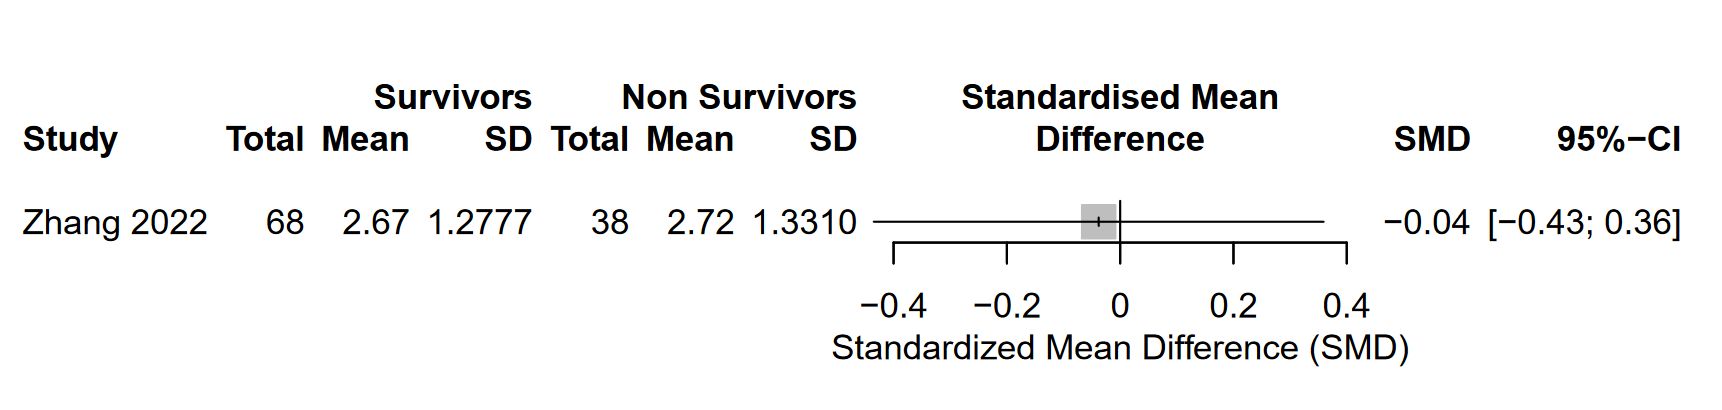 Survivors Non Survivors Standardised Mean
Study Total Mean SD Total Mean SD Difference SMD 95%−CI
Zhang 2022 68 2.67 1.2777 38 2.72 1.3310 −0.04 [−0.43; 0.36]
−0.4 −0.2 0 0.2 0.4
Standardized Mean Difference (SMD)